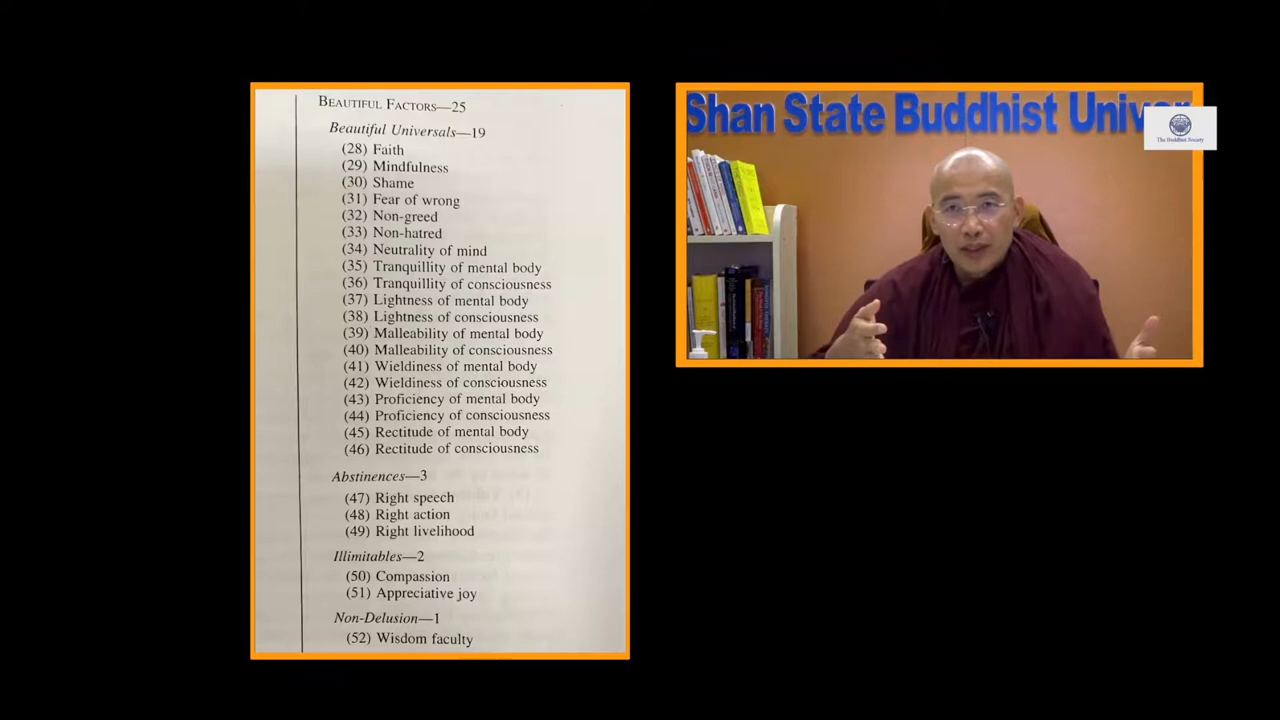 BEAUTIFUL FACTORS—25
Beautiful Universals—19
(28) Faith
(29) Mindfulness
(30) Shame
(31) Fear of wrong
(32) Non-greed
(33) Non-hatred
(34) Neutrality of mind
(35) Tranquillity of mental body
(36) Tranquillity of consciousness
(37) Lightness of mental body
(38) Lightness of consciousness
(39) Malleability of mental body
(40) Malleability of consciousness
(41) Wieldiness of mental body
(42) Wieldiness of consciousness
(43) Proficiency of mental body
(44) Proficiency of consciousness
(45) Rectitude of mental body
(46) Rectitude of consciousness
Abstinences—3
(47) Right speech
(48) Right action
(49) Right livelihood
Illimitables—2
(50) Compassion
(51) Appreciative joy
Non-Delusion—1
(52) Wisdom faculty
Shan State Buddhist Univer
The Buddhist Society